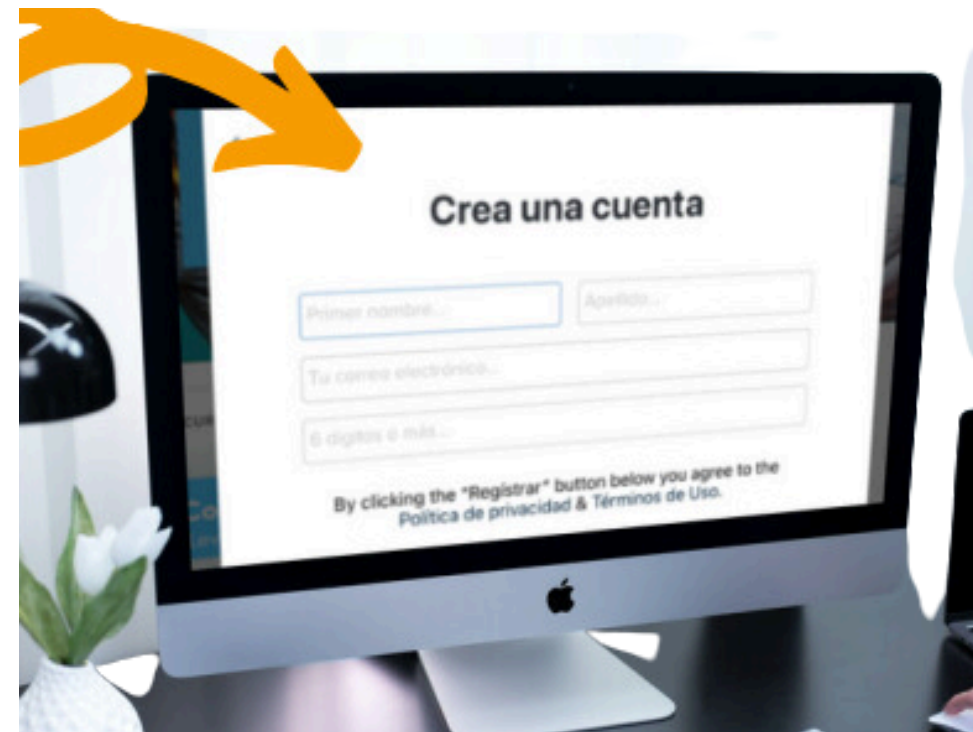 Crea una cuenta
Primer nombre...
Apellido...
Tu correo electrónico...
6 dígitos o más...
By clicking the "Registrar" button below you agree to the
Política de privacidad & Términos de Uso.